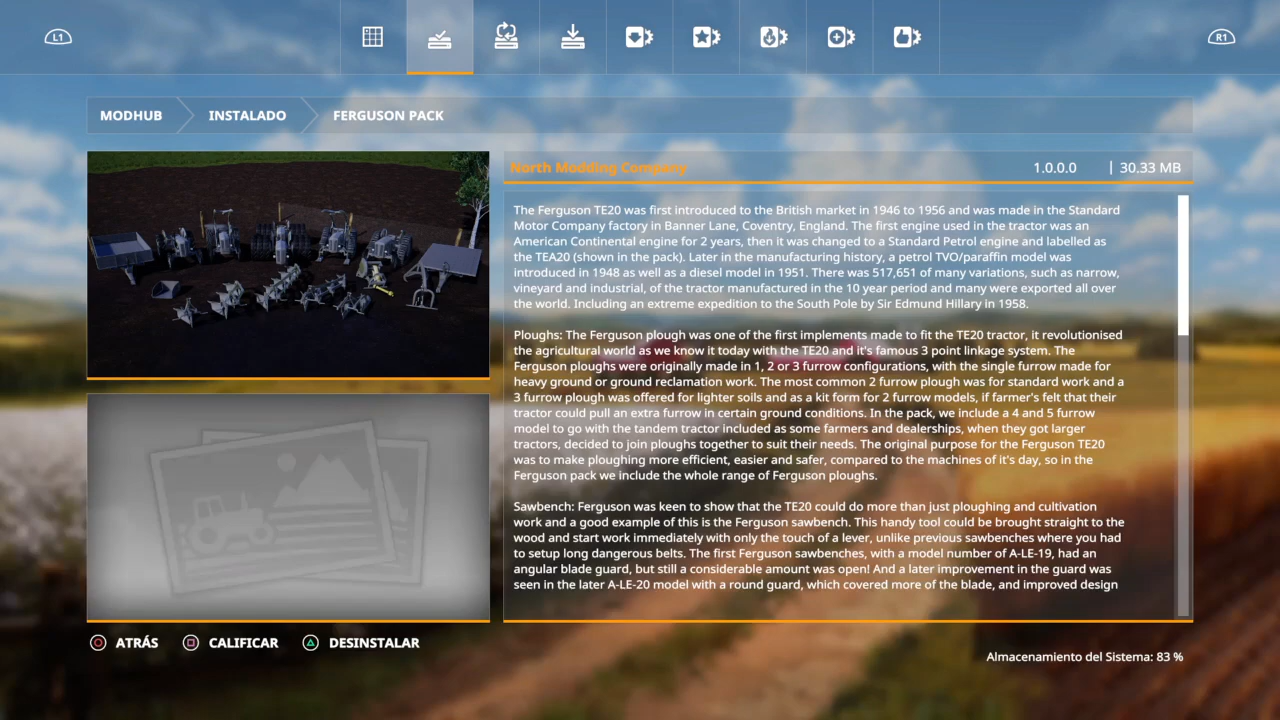 L1
R1
MODHUB
INSTALADO
FERGUSON PACK
North Modding Company
1.0.0.0
| 30.33 MB
The Ferguson TE20 was first introduced to the British market in 1946 to 1956 and was made in the Standard
Motor Company factory in Banner Lane, Coventry, England. The first engine used in the tractor was an
American Continental engine for 2 years, then it was changed to a Standard Petrol engine and labelled as
the TEA20 (shown in the pack). Later in the manufacturing history, a petrol TVO/paraffin model was
introduced in 1948 as well as a diesel model in 1951. There was 517,651 of many variations, such as narrow,
vineyard and industrial, of the tractor manufactured in the 10 year period and many were exported all over
the world. Including an extreme expedition to the South Pole by Sir Edmund Hillary in 1958.
Ploughs: The Ferguson plough was one of the first implements made to fit the TE20 tractor, it revolutionised
the agricultural world as we know it today with the TE20 and it's famous 3 point linkage system. The
Ferguson ploughs were originally made in 1, 2 or 3 furrow configurations, with the single furrow made for
heavy ground or ground reclamation work. The most common 2 furrow plough was for standard work and a
3 furrow plough was offered for lighter soils and as a kit form for 2 furrow models, if farmer's felt that their
tractor could pull an extra furrow in certain ground conditions. In the pack, we include a 4 and 5 furrow
model to go with the tandem tractor included as some farmers and dealerships, when they got larger
tractors, decided to join ploughs together to suit their needs. The original purpose for the Ferguson TE20
was to make ploughing more efficient, easier and safer, compared to the machines of it's day, so in the
Ferguson pack we include the whole range of Ferguson ploughs.
Sawbench: Ferguson was keen to show that the TE20 could do more than just ploughing and cultivation
work and a good example of this is the Ferguson sawbench. This handy tool could be brought straight to the
wood and start work immediately with only the touch of a lever, unlike previous sawbenches where you had
to setup long dangerous belts. The first Ferguson sawbenches, with a model number of A-LE-19, had an
angular blade guard, but still a considerable amount was open! And a later improvement in the guard was
seen in the later A-LE-20 model with a round guard, which covered more of the blade, and improved design
ATRÁS
CALIFICAR
DESINSTALAR
Almacenamiento del Sistema: 83 %